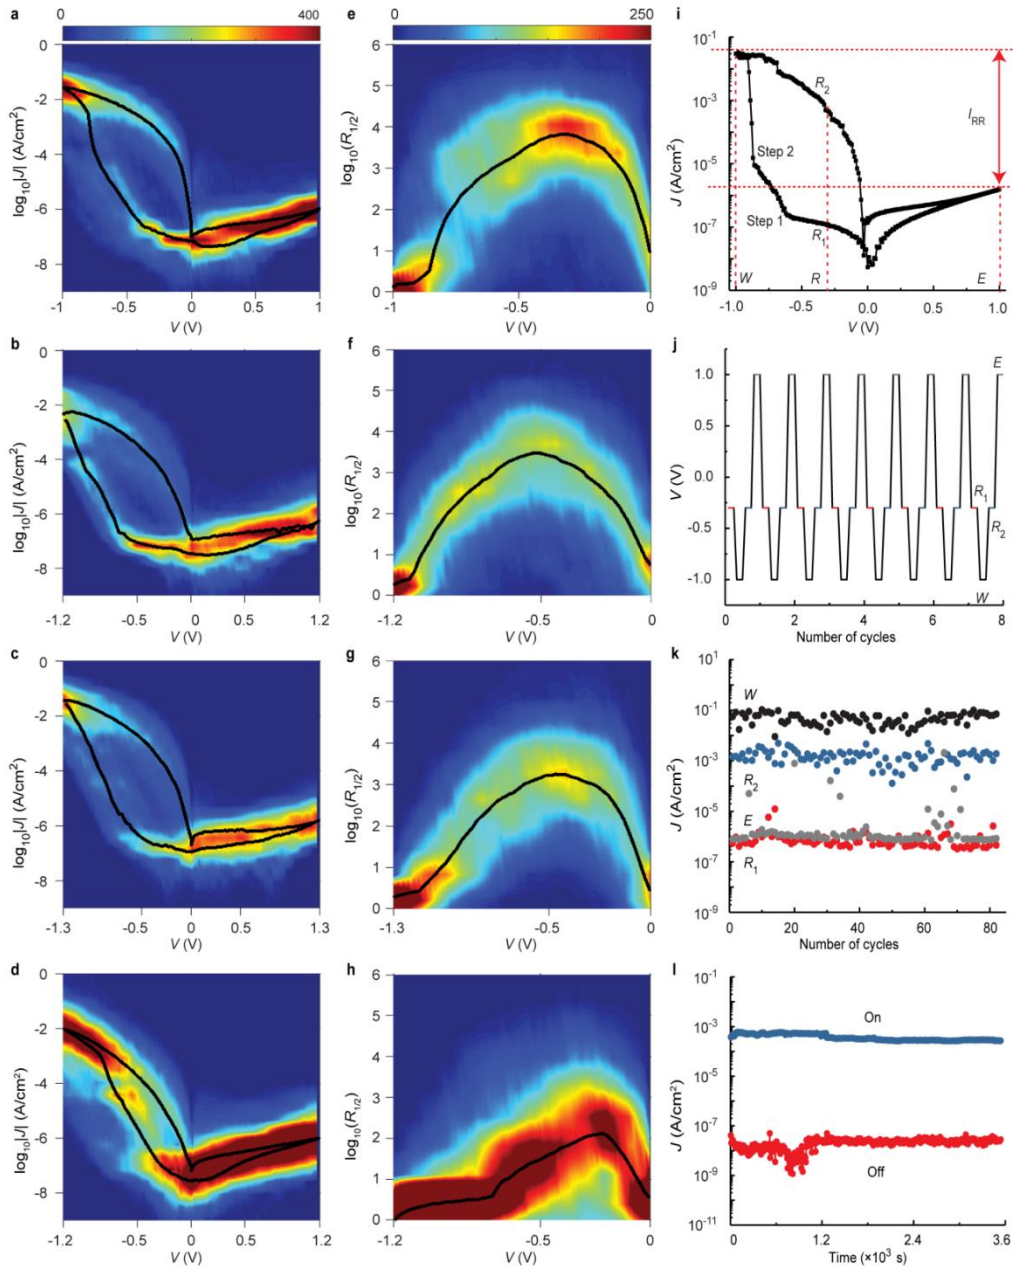 a
0 400
0
-2
-4
-6
-8
log10|J| (A/cm²)
-1 -0.5 0 0.5 1
V (V)
e
0 250
6
5
4
3
2
1
0
log10(R1/2)
-1 -0.5 0
V (V)
i
10⁻¹
10⁻³
10⁻⁵
10⁻⁷
10⁻⁹
J (A/cm²)
R2
IRR
Step 2
Step 1
R1
W R E
-1.0 -0.5 0.0 0.5 1.0
V (V)
b
0
-2
-4
-6
-8
log10|J| (A/cm²)
-1.2 -0.5 0 0.5 1.2
V (V)
f
6
5
4
3
2
1
0
log10(R1/2)
-1.2 -0.5 0
V (V)
j
1.0
0.5
0.0
-0.5
-1.0
V (V)
E
R1
R2
W
0 2 4 6 8
Number of cycles
c
0
-2
-4
-6
-8
log10|J| (A/cm²)
-1.3 -0.5 0 0.5 1.3
V (V)
g
6
5
4
3
2
1
0
log10(R1/2)
-1.3 -0.5 0
V (V)
k
10¹
10⁻¹
10⁻³
10⁻⁵
10⁻⁷
10⁻⁹
J (A/cm²)
W
R2
E
R1
0 20 40 60 80
Number of cycles
d
0
-2
-4
-6
-8
log10|J| (A/cm²)
-1.2 -0.5 0 0.5 1.2
V (V)
h
6
5
4
3
2
1
0
log10(R1/2)
-1.2 -0.5 0
V (V)
l
10⁻¹
10⁻³
10⁻⁵
10⁻⁷
10⁻⁹
10⁻¹¹
J (A/cm²)
On
Off
0 1.2 2.4 3.6
Time (×10³ s)